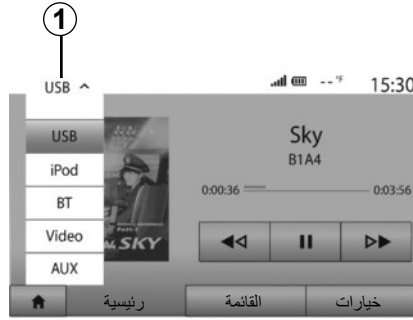 1
USB
-- °F
15:30
USB
iPod
BT
Video
AUX
SKY
Sky
B1A4
0:00:36
0:03:56
رئيسية
القائمة
خيارات